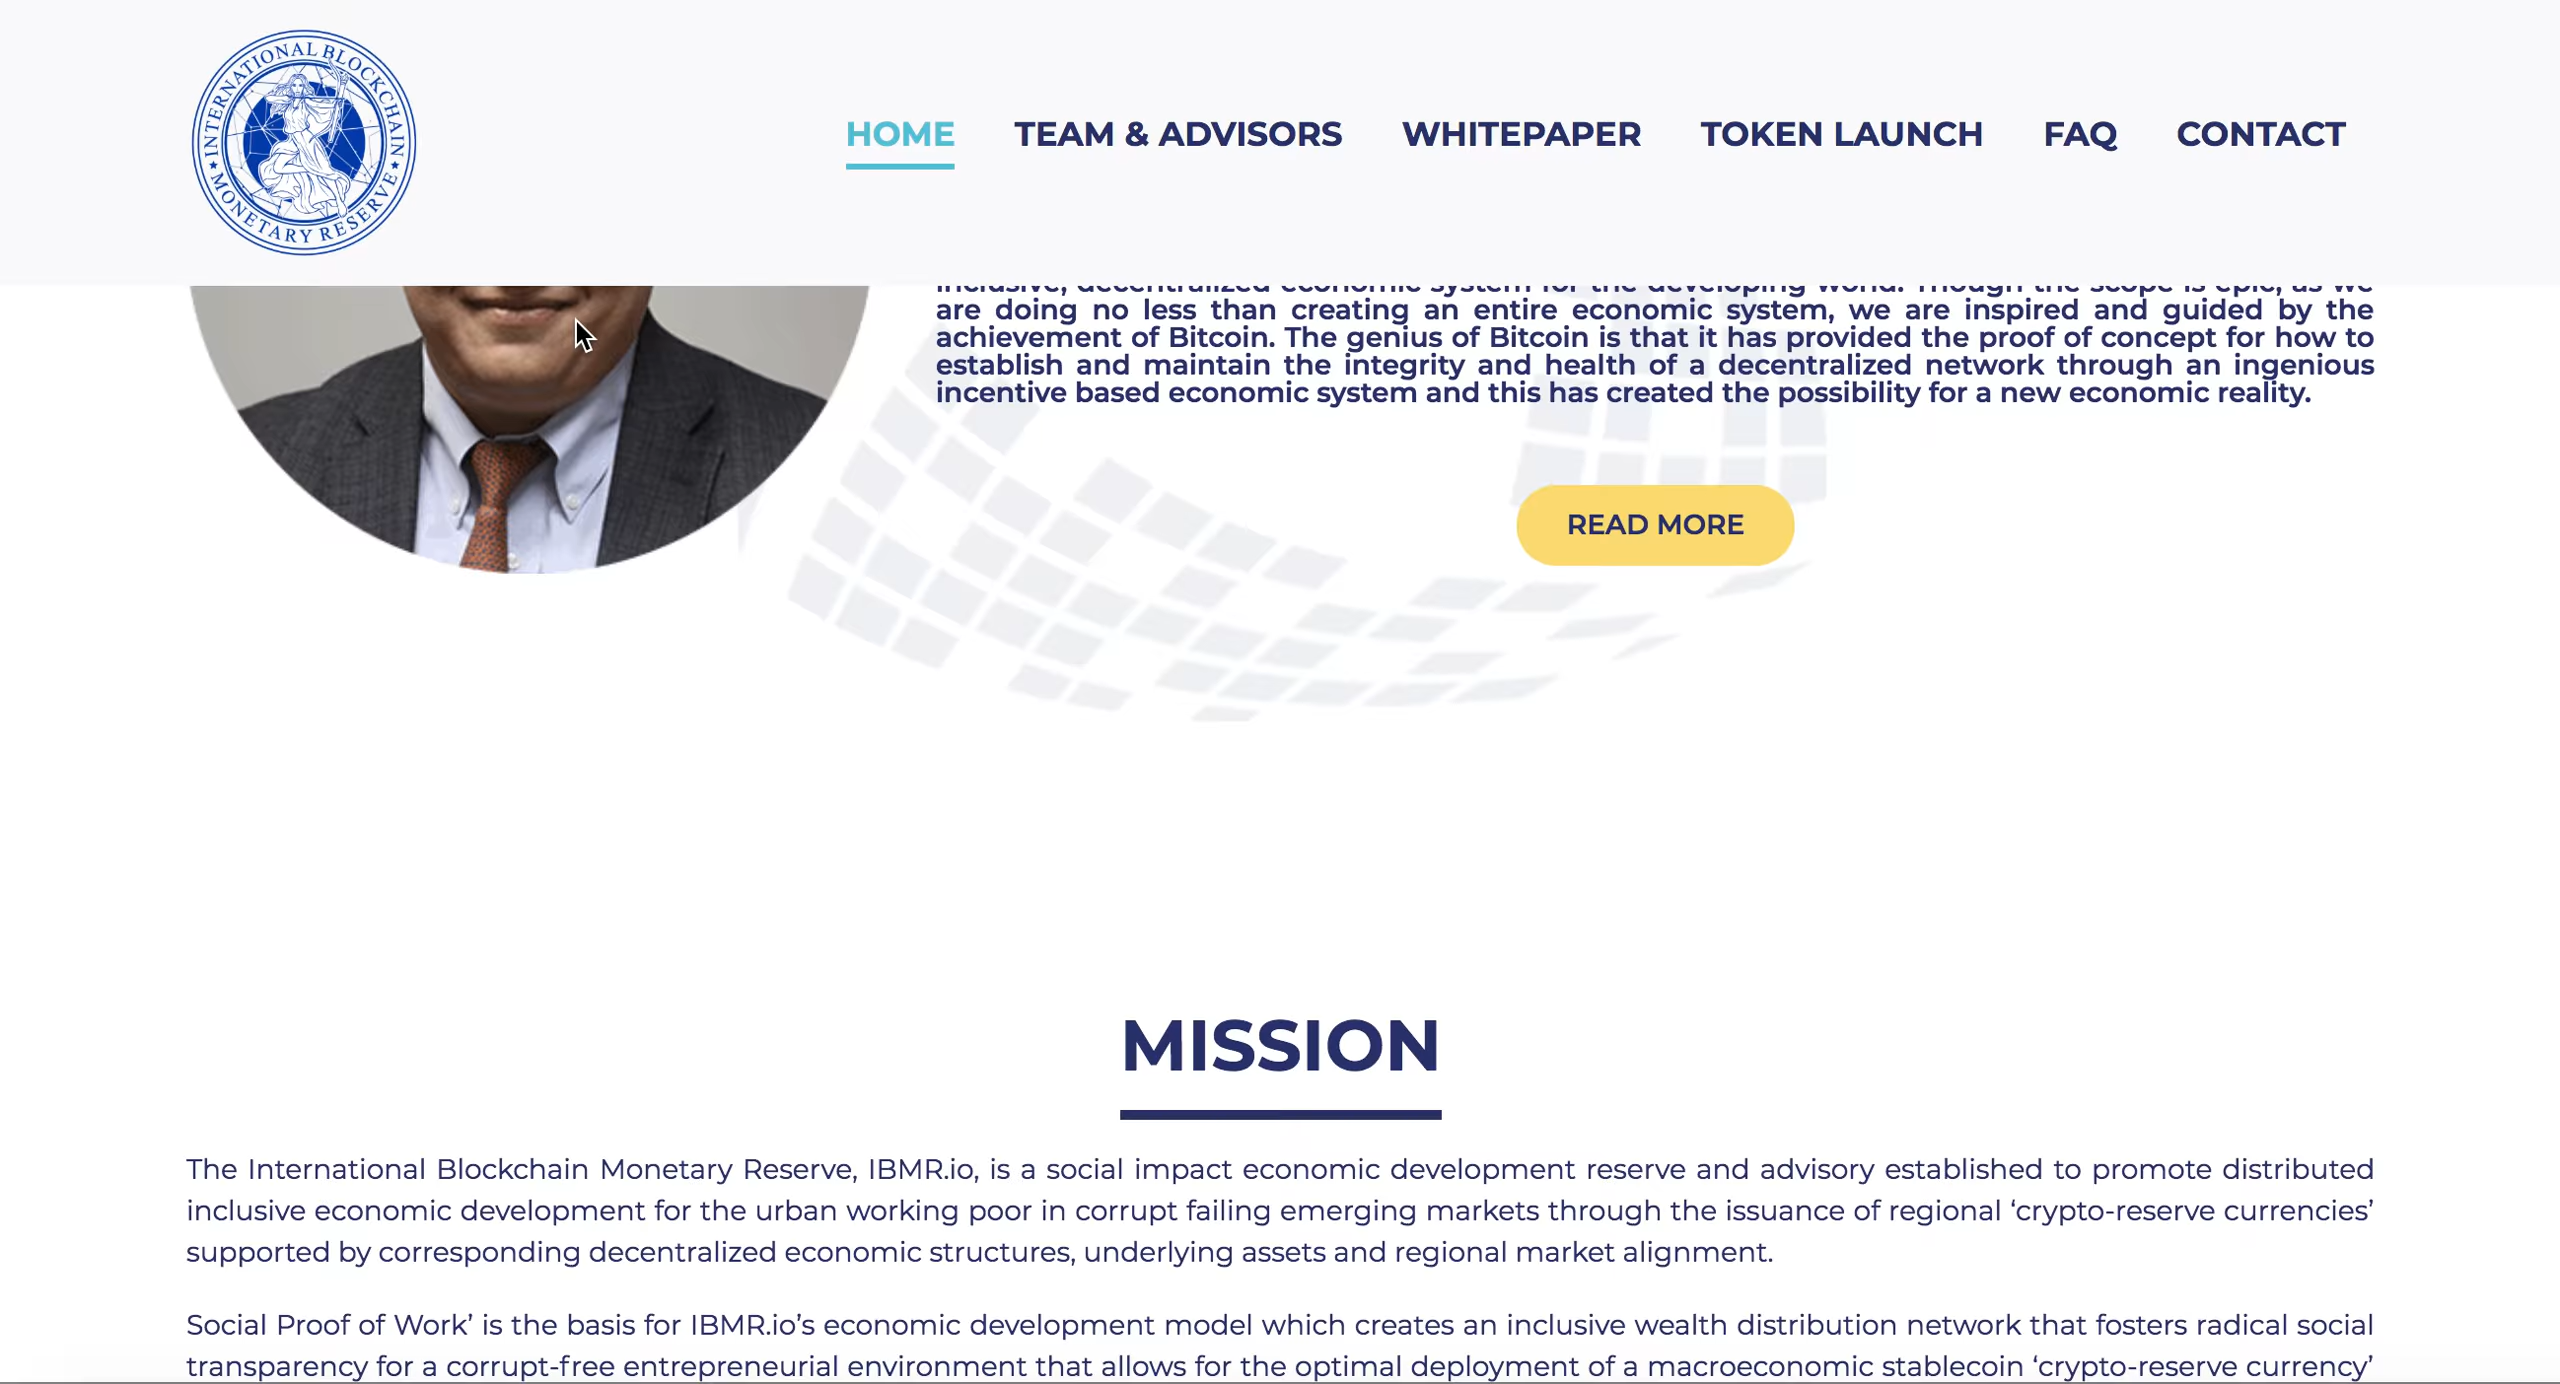 INTERNATIONAL BLOCKCHAIN
MONETARY RESERVE
HOME
TEAM & ADVISORS
WHITEPAPER
TOKEN LAUNCH
FAQ
CONTACT
inclusive, decentralized economic system for the developing world. Though the scope is epic, as we
are doing no less than creating an entire economic system, we are inspired and guided by the
achievement of Bitcoin. The genius of Bitcoin is that it has provided the proof of concept for how to
establish and maintain the integrity and health of a decentralized network through an ingenious
incentive based economic system and this has created the possibility for a new economic reality.
READ MORE
MISSION
The International Blockchain Monetary Reserve, IBMR.io, is a social impact economic development reserve and advisory established to promote distributed
inclusive economic development for the urban working poor in corrupt failing emerging markets through the issuance of regional ‘crypto-reserve currencies’
supported by corresponding decentralized economic structures, underlying assets and regional market alignment.
Social Proof of Work’ is the basis for IBMR.io’s economic development model which creates an inclusive wealth distribution network that fosters radical social
transparency for a corrupt-free entrepreneurial environment that allows for the optimal deployment of a macroeconomic stablecoin ‘crypto-reserve currency’